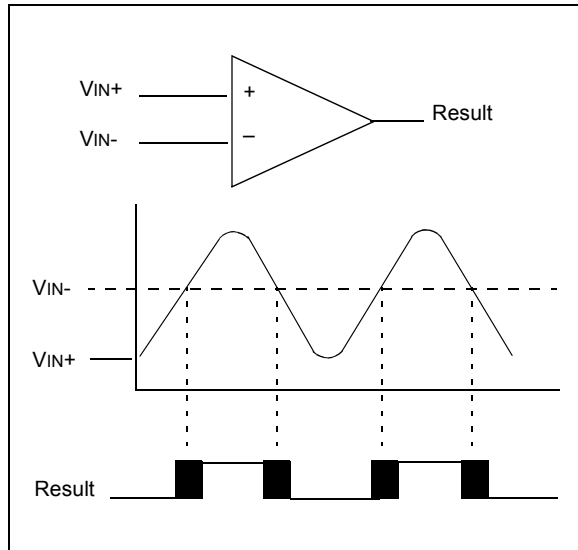 VIN+
+
Result
VIN-
–
VIN-
VIN+
Result